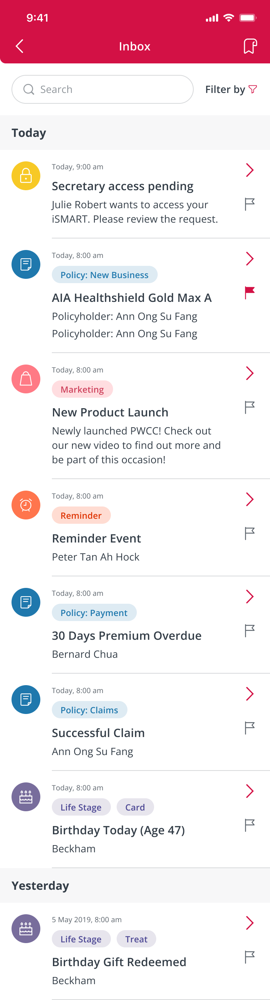 9:41
Inbox
Search
Filter by
Today
Today, 9:00 am
Secretary access pending
Julie Robert wants to access your
iSMART. Please review the request.
Today, 8:00 am
Policy: New Business
AIA Healthshield Gold Max A
Policyholder: Ann Ong Su Fang
Policyholder: Ann Ong Su Fang
Today, 8:00 am
Marketing
New Product Launch
Newly launched PWCC! Check out
our new video to find out more and
be part of this occasion!
Today, 8:00 am
Reminder
Reminder Event
Peter Tan Ah Hock
Today, 8:00 am
Policy: Payment
30 Days Premium Overdue
Bernard Chua
Today, 8:00 am
Policy: Claims
Successful Claim
Ann Ong Su Fang
Today, 8:00 am
Life Stage Card
Birthday Today (Age 47)
Beckham
Yesterday
5 May 2019, 8:00 am
Life Stage Treat
Birthday Gift Redeemed
Beckham